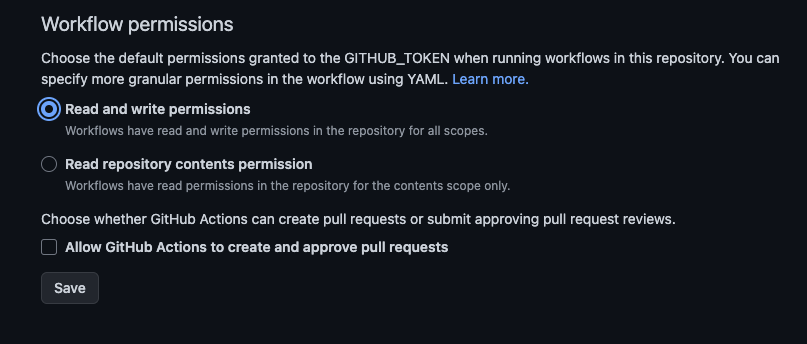 Workflow permissions
Choose the default permissions granted to the GITHUB_TOKEN when running workflows in this repository. You can
specify more granular permissions in the workflow using YAML. Learn more.
Read and write permissions
Workflows have read and write permissions in the repository for all scopes.
Read repository contents permission
Workflows have read permissions in the repository for the contents scope only.
Choose whether GitHub Actions can create pull requests or submit approving pull request reviews.
Allow GitHub Actions to create and approve pull requests
Save